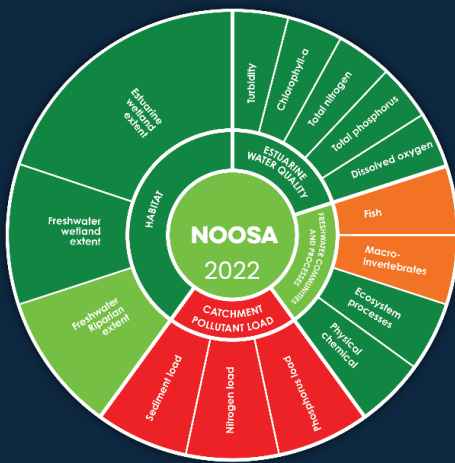 NOOSA
2022
HABITAT
ESTUARINE
WATER QUALITY
FRESHWATER COMMUNITIES
AND PROCESSES
CATCHMENT
POLLUTANT LOAD
Estuarine
wetland
extent
Turbidity
Chlorophyll-a
Total nitrogen
Total phosphorus
Dissolved oxygen
Fish
Macro-
Invertebrates
Ecosystem
processes
Physical
chemical
Phosphorus load
Nitrogen load
Sediment load
Freshwater
Riparian
extent
Freshwater
wetland
extent